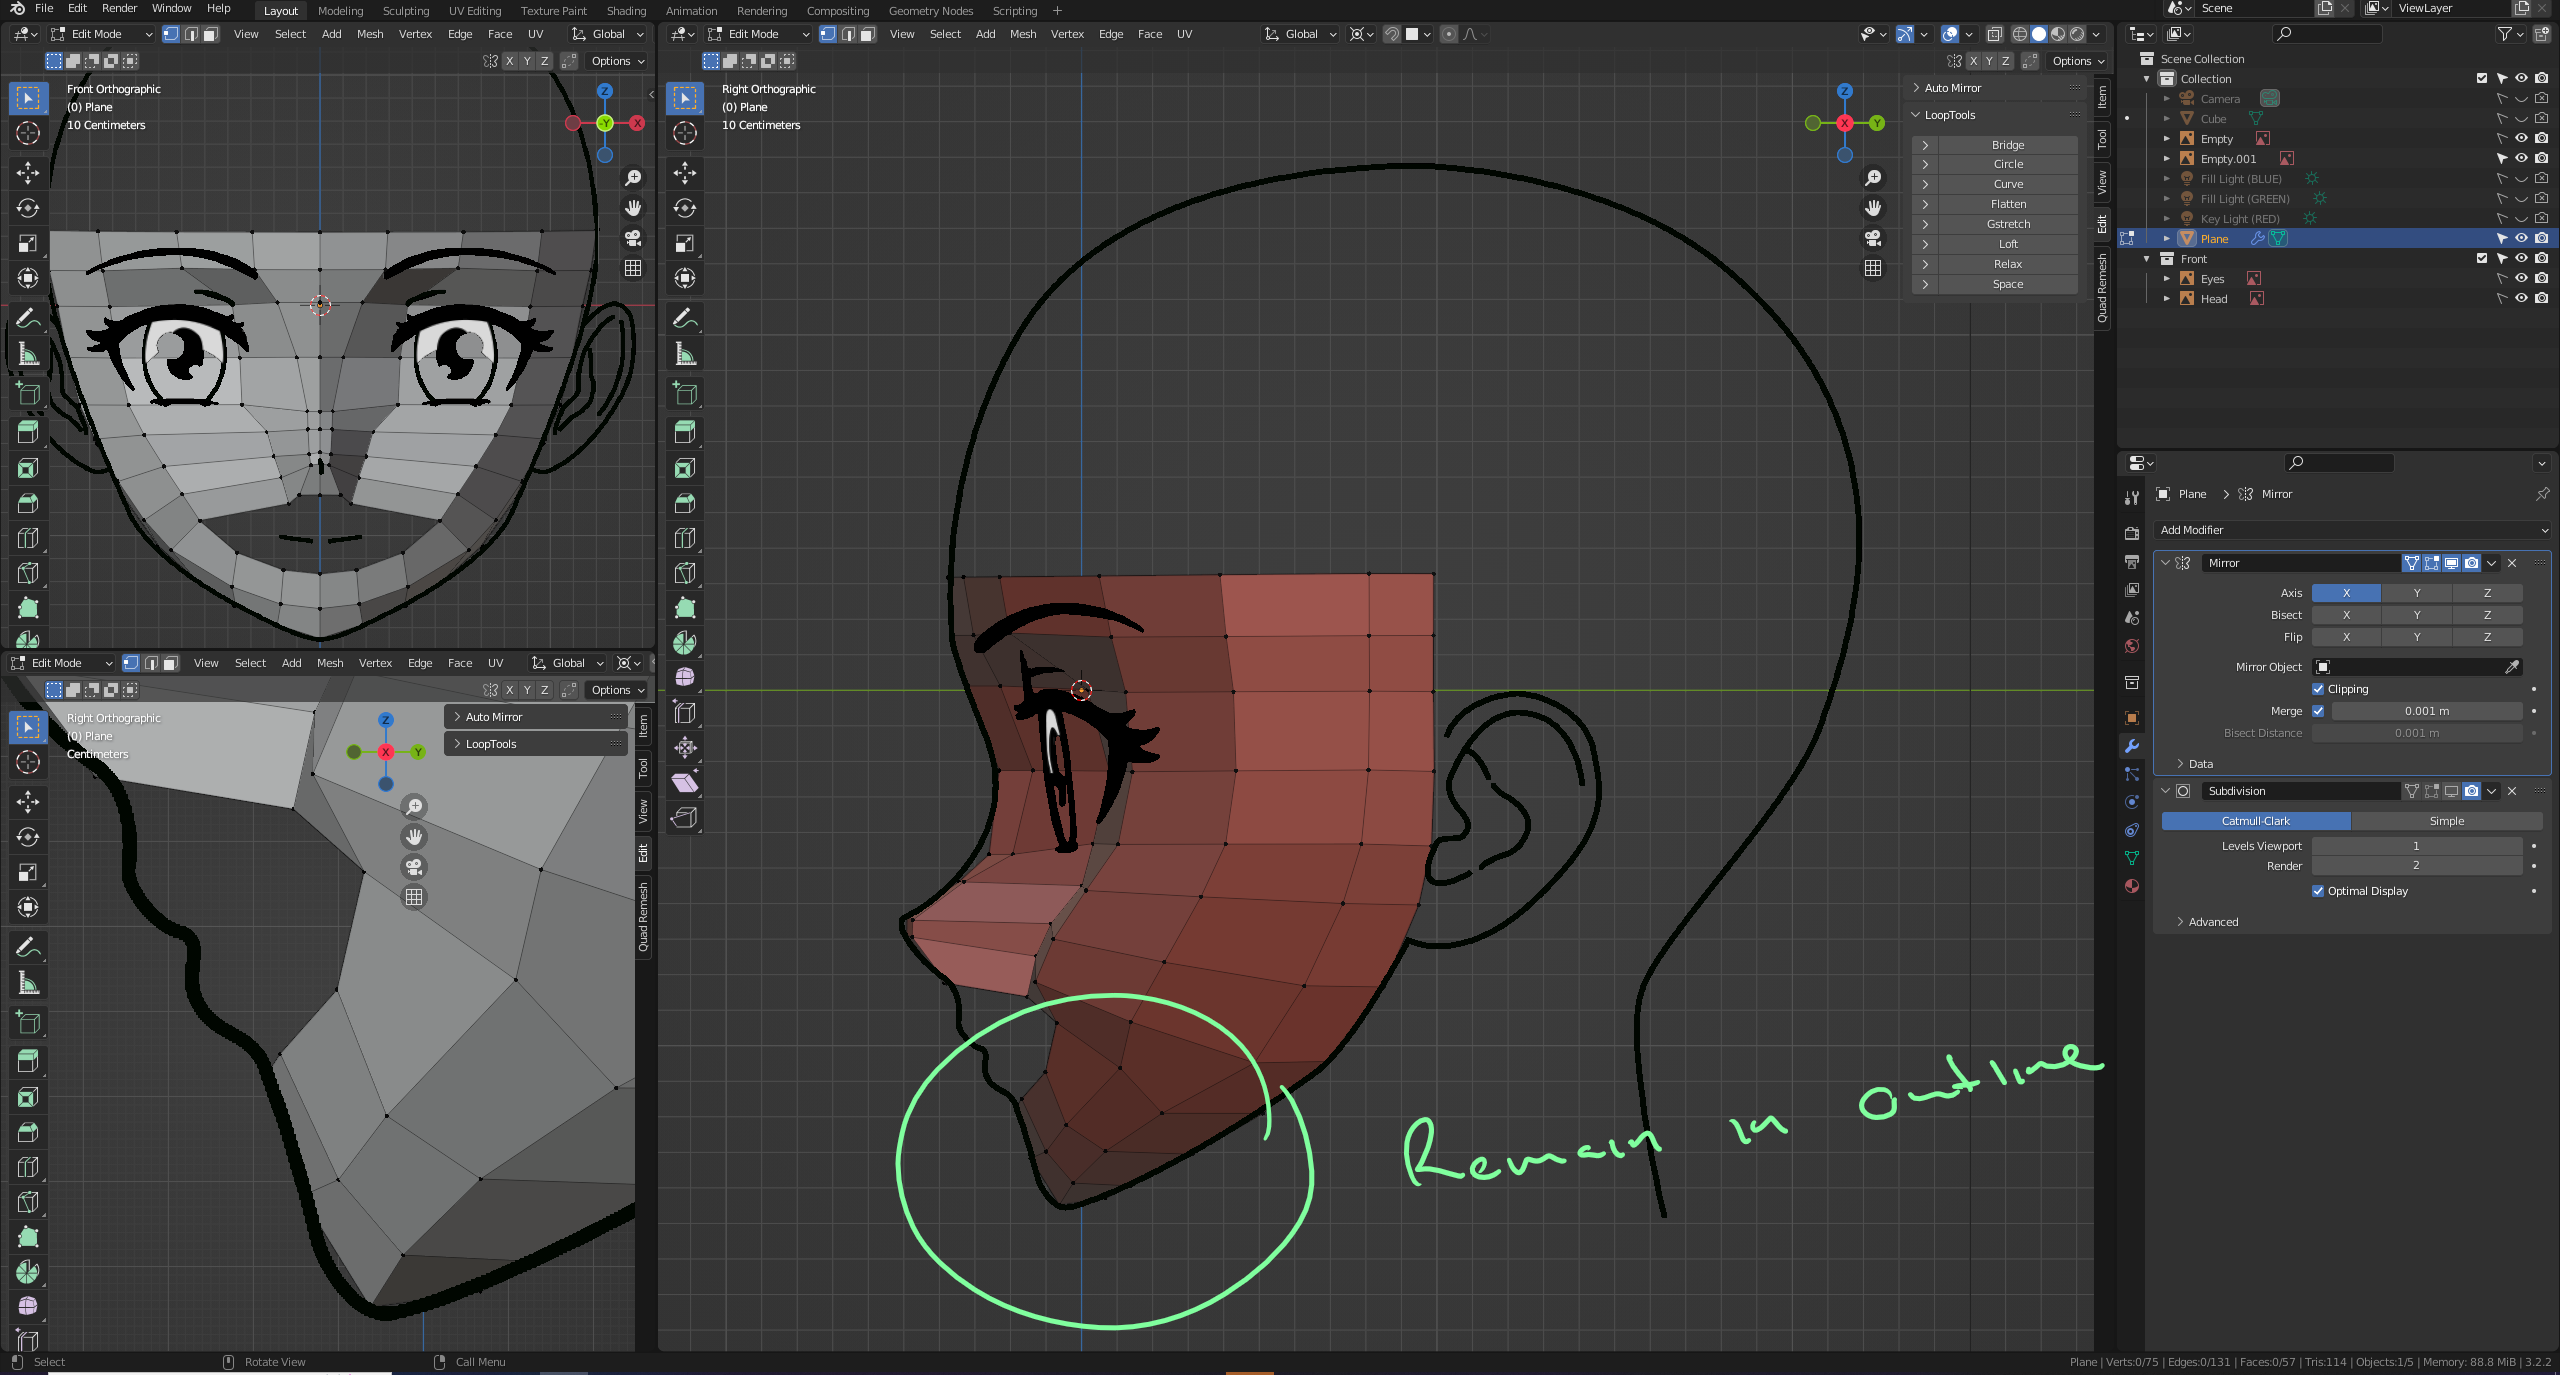 File Edit Render Window Help Layout Modeling Sculpting UV Editing Texture Paint Shading Animation Rendering Compositing Geometry Nodes Scripting + Scene ViewLayer
Edit Mode View Select Add Mesh Vertex Edge Face UV Global
X Y Z Options
Front Orthographic
(0) Plane
10 Centimeters
Z
-Y X
Edit Mode View Select Add Mesh Vertex Edge Face UV Global
X Y Z Options
Right Orthographic
(0) Plane
10 Centimeters
Z
X Y
Auto Mirror
LoopTools
Bridge
Circle
Curve
Flatten
Gstretch
Loft
Relax
Space
Item
Tool
View
Edit
Quad Remesh
Remain in Outline
Edit Mode View Select Add Mesh Vertex Edge Face UV Global
X Y Z Options
Right Orthographic
(0) Plane
Centimeters
Z
X Y
Auto Mirror
LoopTools
Item
Tool
View
Edit
Quad Remesh
Scene Collection
Collection
Camera
Cube
Empty
Empty.001
Fill Light (BLUE)
Fill Light (GREEN)
Key Light (RED)
Plane
Front
Eyes
Head
Plane > Mirror
Add Modifier
Mirror
Axis X Y Z
Bisect X Y Z
Flip X Y Z
Mirror Object
Clipping
Merge 0.001 m
Bisect Distance 0.001 m
Data
Subdivision
Catmull-Clark Simple
Levels Viewport 1
Render 2
Optimal Display
Advanced
Select Rotate View Call Menu
Plane | Verts:0/75 | Edges:0/131 | Faces:0/57 | Tris:114 | Objects:1/5 | Memory: 88.8 MiB | 3.2.2